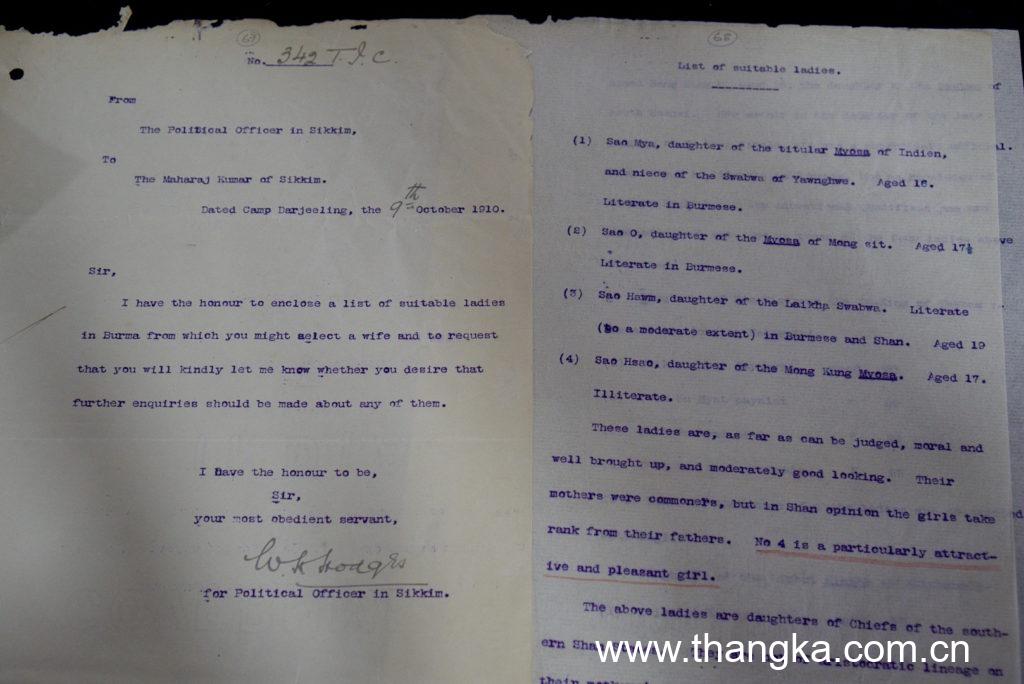 67
No. 342 T.I.C.
From
The Political Officer in Sikkim,
To
The Maharaj Kumar of Sikkim.
Dated Camp Darjeeling, the 9th October 1910.
Sir,
I have the honour to enclose a list of suitable ladies
in Burma from which you might select a wife and to request
that you will kindly let me know whether you desire that
further enquiries should be made about any of them.
I have the honour to be,
Sir,
your most obedient servant,
for Political Officer in Sikkim.
68
List of suitable ladies.
(1) Sao Mya, daughter of the titular Myosa of Indien,
and niece of the Swabwa of Yawnghwe. Aged 16.
Literate in Burmese.
(2) Sao O, daughter of the Myosa of Mong sit. Aged 17½
Literate in Burmese.
(3) Sao Hawm, daughter of the Laikha Swabwa. Literate
(to a moderate extent) in Burmese and Shan. Aged 19
(4) Sao Hsao, daughter of the Mong Kung Myosa. Aged 17.
Illiterate.
These ladies are, as far as can be judged, moral and
well brought up, and moderately good looking. Their
mothers were commoners, but in Shan opinion the girls take
rank from their fathers. No 4 is a particularly attract-
ive and pleasant girl.
The above ladies are daughters of Chiefs of the south-
ern Shan aristocratic lineage on
their
www.thangka.com.cn